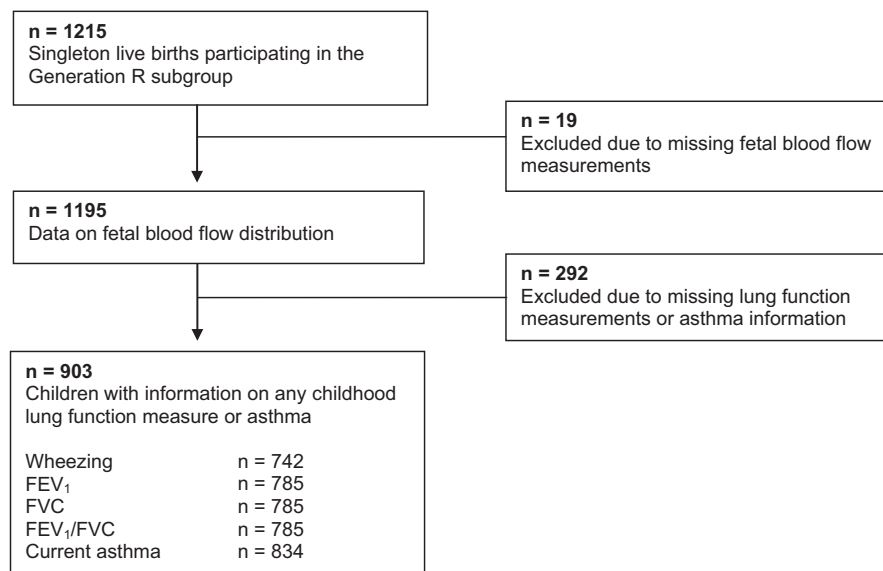 n = 1215
Singleton live births participating in the
Generation R subgroup
n = 19
Excluded due to missing fetal blood flow
measurements
n = 1195
Data on fetal blood flow distribution
n = 292
Excluded due to missing lung function
measurements or asthma information
n = 903
Children with information on any childhood
lung function measure or asthma
Wheezing n = 742
FEV₁ n = 785
FVC n = 785
FEV₁/FVC n = 785
Current asthma n = 834